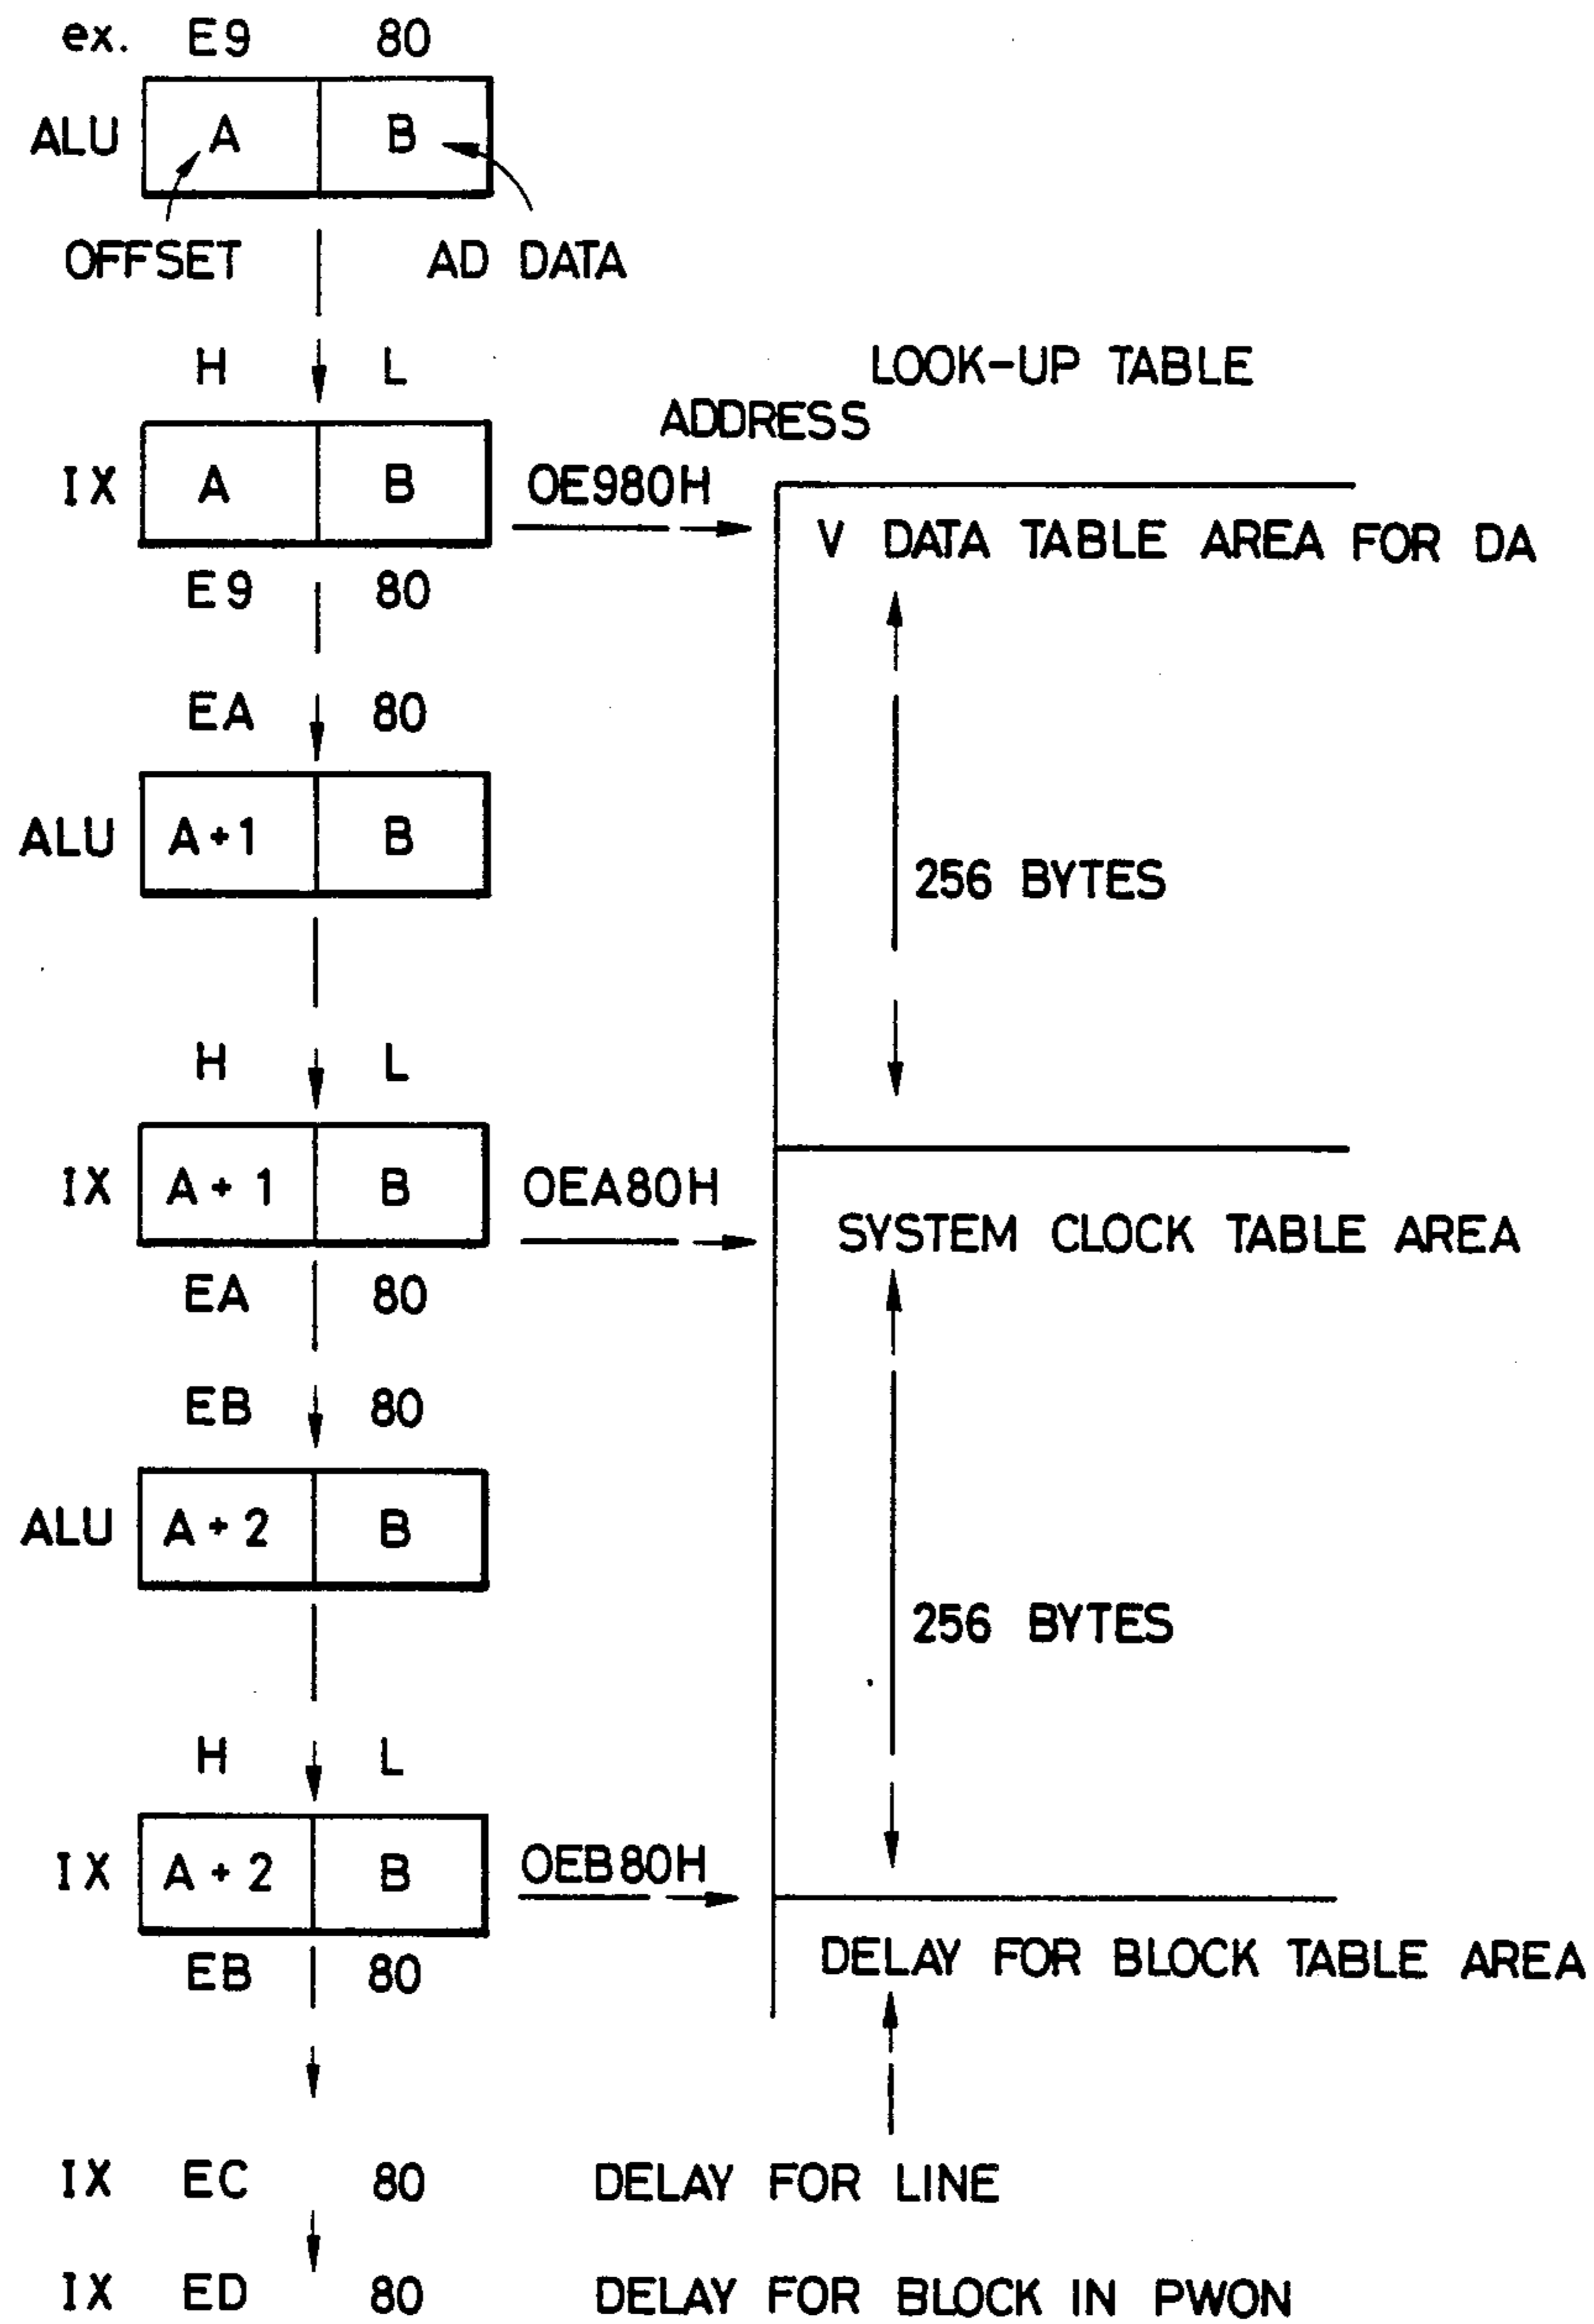 ex. E9 80
ALU A B
OFFSET AD DATA
H L
LOOK-UP TABLE
ADDRESS
IX A B OE980H
V DATA TABLE AREA FOR DA
E9 80
EA 80
ALU A+1 B
256 BYTES
H L
IX A+1 B OEA80H
SYSTEM CLOCK TABLE AREA
EA 80
EB 80
ALU A+2 B
256 BYTES
H L
IX A+2 B OEB80H
DELAY FOR BLOCK TABLE AREA
EB 80
IX EC 80 DELAY FOR LINE
IX ED 80 DELAY FOR BLOCK IN PWON